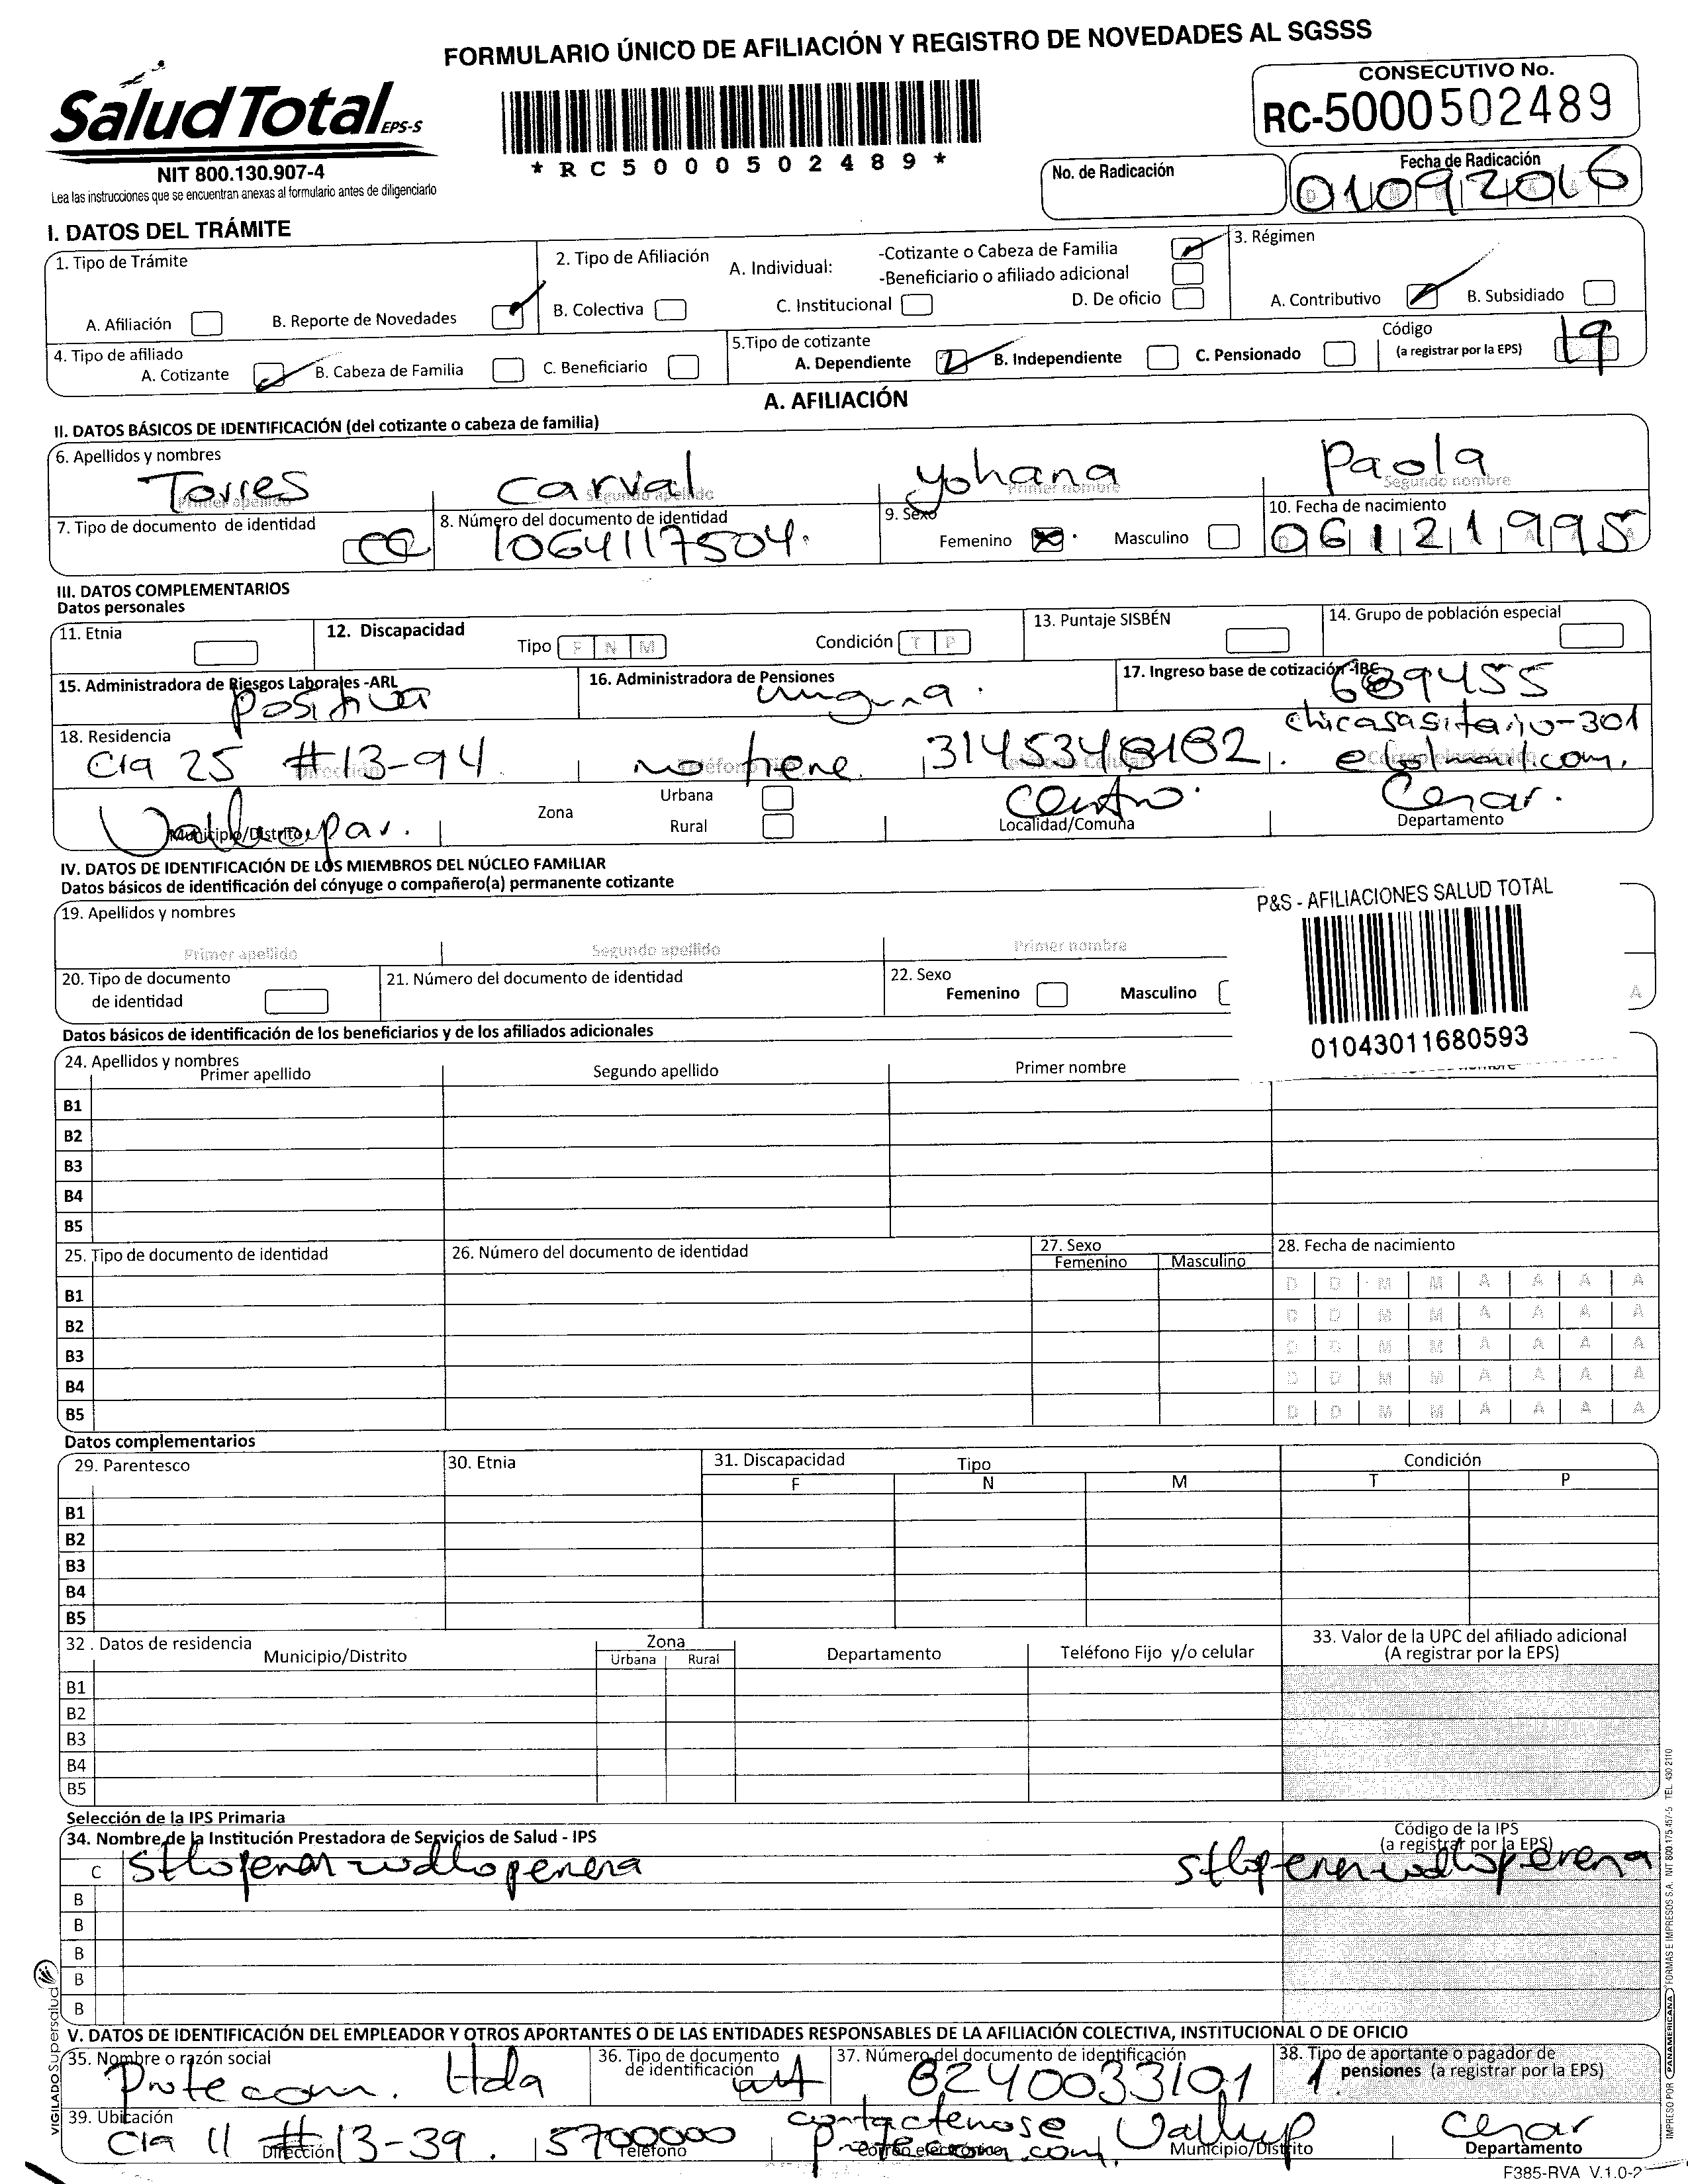 FORMULARIO ÚNICO DE AFILIACIÓN Y REGISTRO DE NOVEDADES AL SGSSS
SaludTotal EPS-S
NIT 800.130.907-4
Lea las instrucciones que se encuentran anexas al formulario antes de diligenciarlo
*RC5000502489*
CONSECUTIVO No.
RC-5000502489
No. de Radicación
Fecha de Radicación
01092016
I. DATOS DEL TRÁMITE
1. Tipo de Trámite
A. Afiliación
B. Reporte de Novedades
2. Tipo de Afiliación
A. Individual:
-Cotizante o Cabeza de Familia
-Beneficiario o afiliado adicional
B. Colectiva
C. Institucional
D. De oficio
3. Régimen
A. Contributivo
B. Subsidiado
4. Tipo de afiliado
A. Cotizante
B. Cabeza de Familia
C. Beneficiario
5.Tipo de cotizante
A. Dependiente
B. Independiente
C. Pensionado
Código
(a registrar por la EPS)
19
A. AFILIACIÓN
II. DATOS BÁSICOS DE IDENTIFICACIÓN (del cotizante o cabeza de familia)
6. Apellidos y nombres
Torres Carval Yohana Paola
Primer apellido Segundo apellido Primer nombre Segundo nombre
7. Tipo de documento de identidad
CC
8. Número del documento de identidad
1064117504.
9. Sexo
Femenino X Masculino
10. Fecha de nacimiento
06121995
III. DATOS COMPLEMENTARIOS
Datos personales
11. Etnia
12. Discapacidad
Tipo F N M
Condición T P
13. Puntaje SISBÉN
14. Grupo de población especial
15. Administradora de Riesgos Laborales -ARL
Positiva
16. Administradora de Pensiones
17. Ingreso base de cotización -IBC
689455
18. Residencia
Cra 25 #13-94 no tiene 3145348182.
Dirección Teléfono Fijo Teléfono Celular Correo electrónico
Valledupar.
Municipio/Distrito
Zona
Urbana
Rural
Centro.
Localidad/Comuna
Cesar.
Departamento
IV. DATOS DE IDENTIFICACIÓN DE LOS MIEMBROS DEL NÚCLEO FAMILIAR
Datos básicos de identificación del cónyuge o compañero(a) permanente cotizante
P&S - AFILIACIONES SALUD TOTAL
01043011680593
19. Apellidos y nombres
Primer apellido Segundo apellido Primer nombre
20. Tipo de documento
de identidad
21. Número del documento de identidad
22. Sexo
Femenino Masculino
A
Datos básicos de identificación de los beneficiarios y de los afiliados adicionales
24. Apellidos y nombres
Primer apellido Segundo apellido Primer nombre
B1
B2
B3
B4
B5
25. Tipo de documento de identidad
26. Número del documento de identidad
27. Sexo
Femenino Masculino
28. Fecha de nacimiento
B1 D D M M A A A A
B2 D D M M A A A A
B3 D D M M A A A A
B4 D D M M A A A A
B5 D D M M A A A A
Datos complementarios
29. Parentesco
30. Etnia
31. Discapacidad
Tipo
F N M
Condición
T P
B1
B2
B3
B4
B5
32 . Datos de residencia
Municipio/Distrito
Zona
Urbana Rural
Departamento
Teléfono Fijo y/o celular
33. Valor de la UPC del afiliado adicional
(A registrar por la EPS)
B1
B2
B3
B4
B5
Selección de la IPS Primaria
34. Nombre de la Institución Prestadora de Servicios de Salud - IPS
Código de la IPS
(a registrar por la EPS)
C
B
B
B
B
B
V. DATOS DE IDENTIFICACIÓN DEL EMPLEADOR Y OTROS APORTANTES O DE LAS ENTIDADES RESPONSABLES DE LA AFILIACIÓN COLECTIVA, INSTITUCIONAL O DE OFICIO
35. Nombre o razón social
Protecom. Ltda
36. Tipo de documento
de identificación
37. Número del documento de identificación
8240033101
38. Tipo de aportante o pagador de
pensiones (a registrar por la EPS)
1.
39. Ubicación
Cra 11 #13-39. 5700000 contactenos@ protecom.com Vallup Cesar
Dirección Teléfono Correo electrónico Municipio/Distrito Departamento
F385-RVA V.1.0-2
VIGILADO Supersalud
IMPRESO POR PANAMERICANA FORMAS E IMPRESOS S.A. NIT 800.175.457-5 TEL. 430 2110